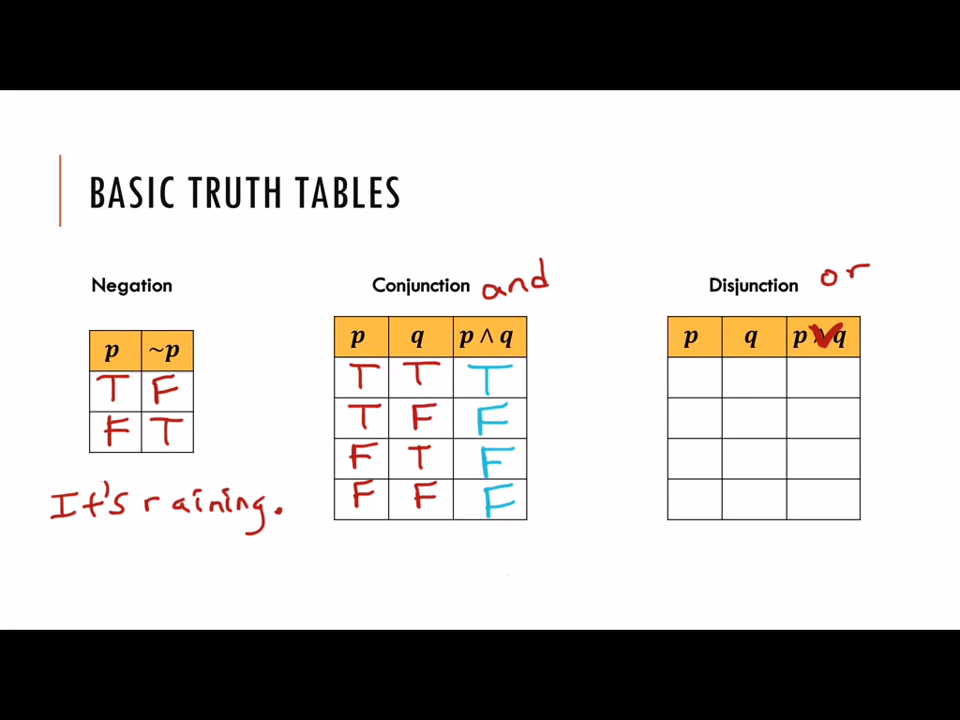 BASIC TRUTH TABLES
Negation
p ~p
T F
F T
It's raining.
Conjunction and
p q p ∧ q
T T T
T F F
F T F
F F F
Disjunction or
p q p ∨ q